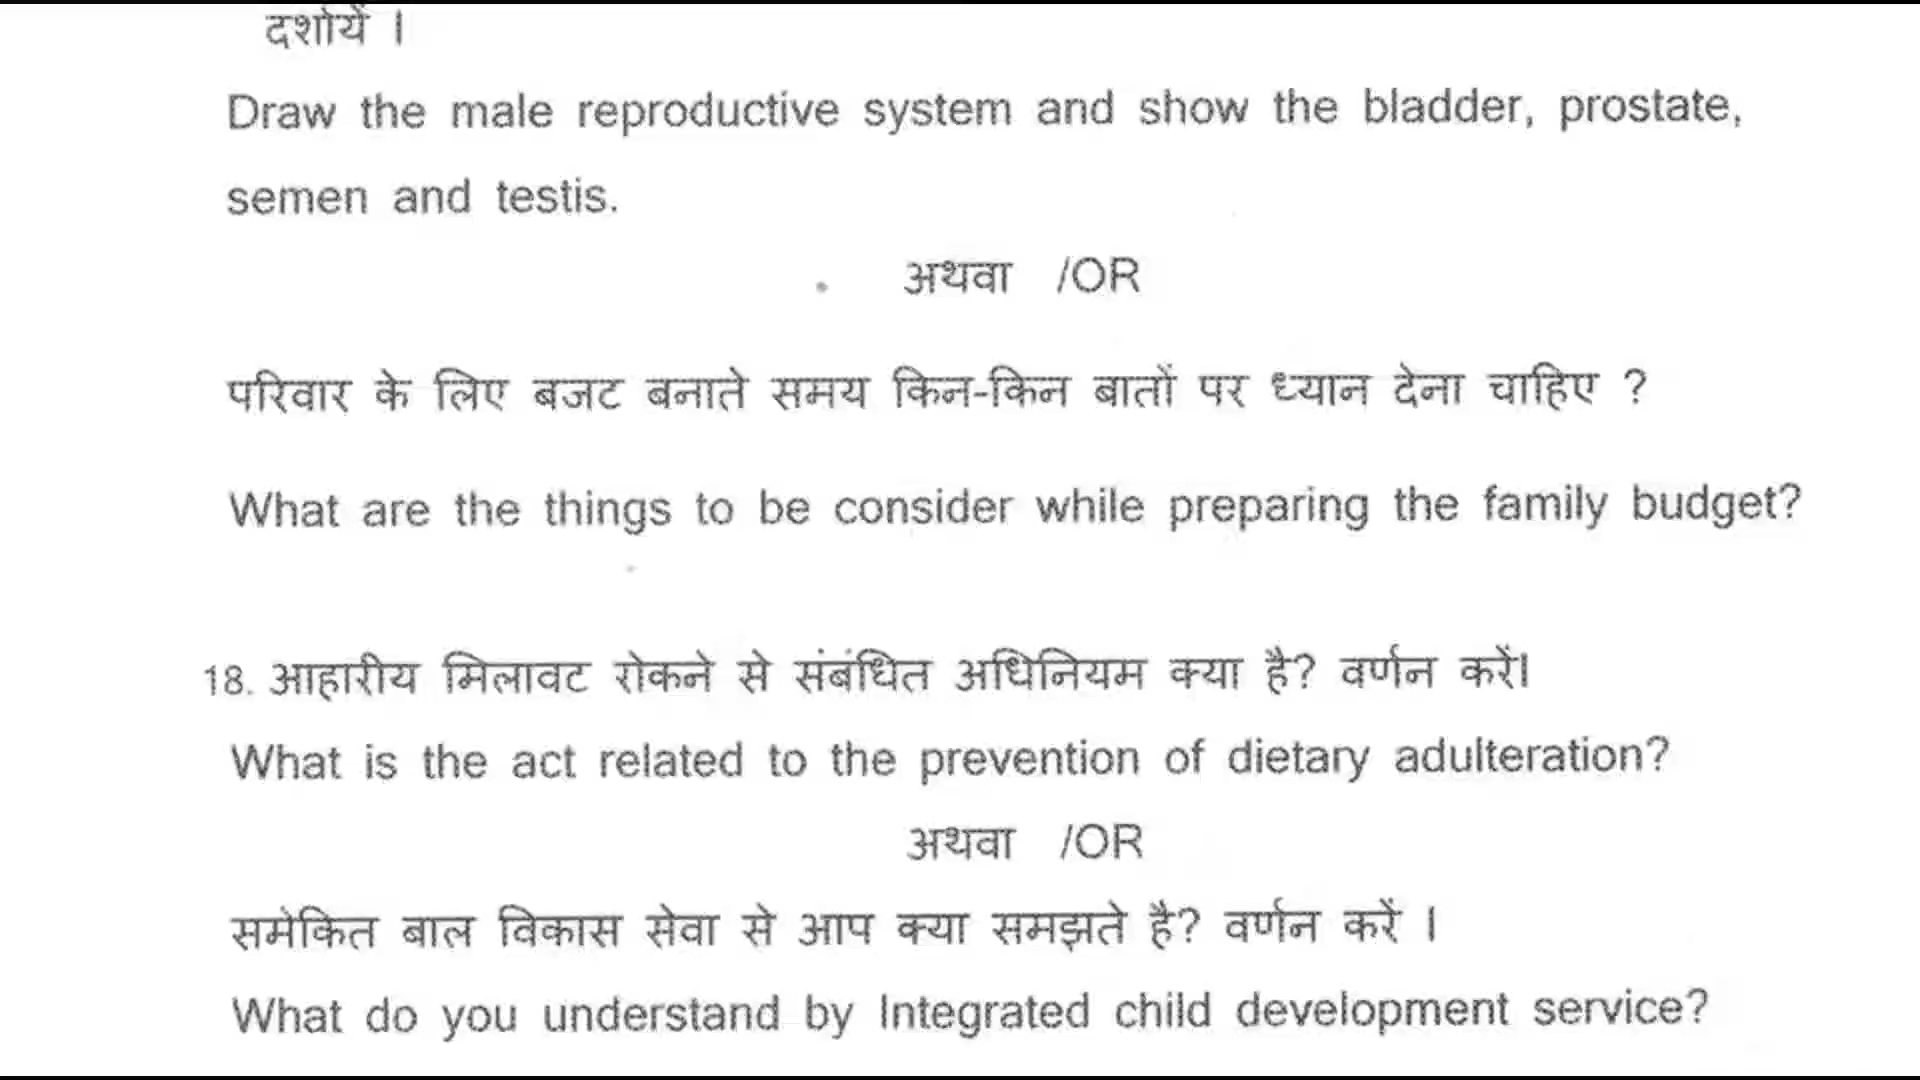 दर्शायें ।
Draw the male reproductive system and show the bladder, prostate,
semen and testis.
अथवा /OR
परिवार के लिए बजट बनाते समय किन-किन बातों पर ध्यान देना चाहिए ?
What are the things to be consider while preparing the family budget?
18. आहारीय मिलावट रोकने से संबंधित अधिनियम क्या है? वर्णन करें।
What is the act related to the prevention of dietary adulteration?
अथवा /OR
समेकित बाल विकास सेवा से आप क्या समझते है? वर्णन करें ।
What do you understand by Integrated child development service?